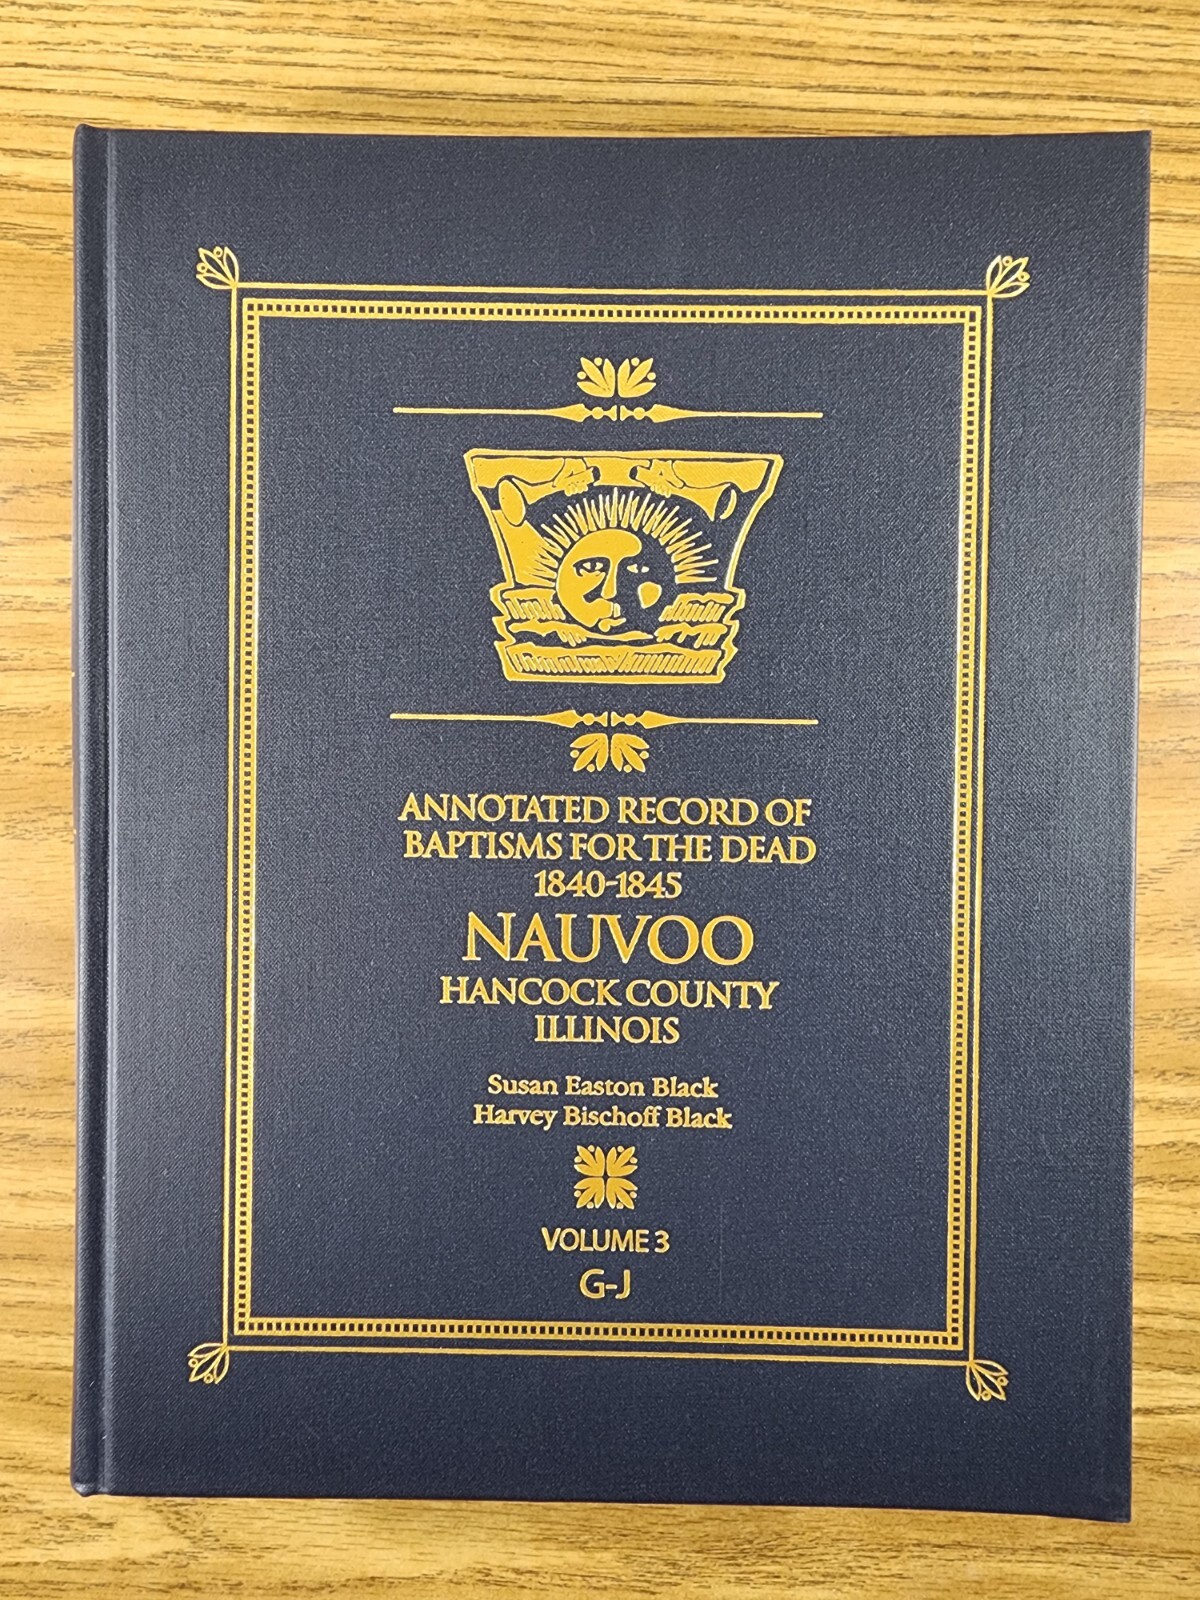 ANNOTATED RECORD OF
BAPTISMS FOR THE DEAD
1840-1845
NAUVOO
HANCOCK COUNTY
ILLINOIS
Susan Easton Black
Harvey Bischoff Black
VOLUME 3
G-J